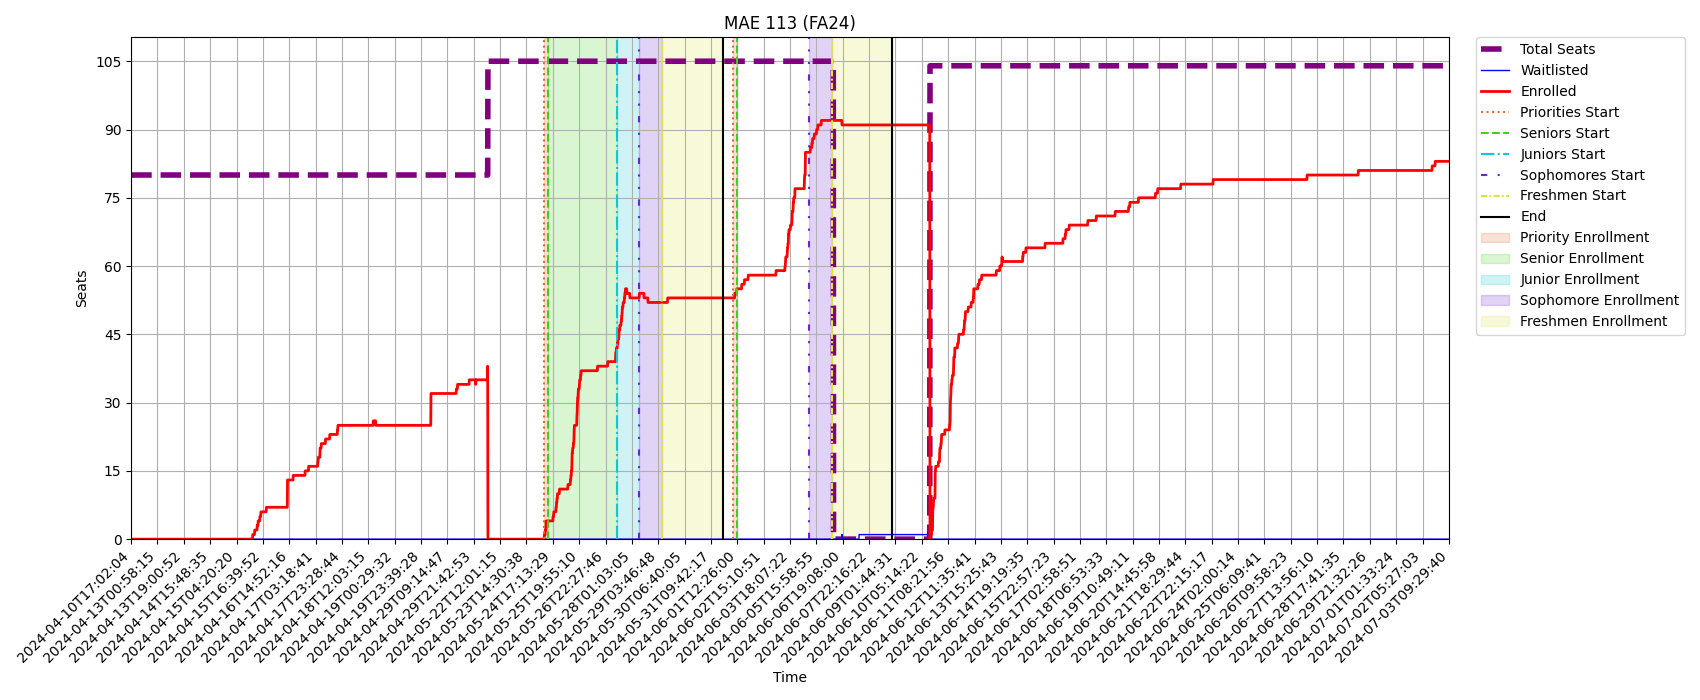 MAE 113 (FA24)
Seats
105
90
75
60
45
30
15
0
2024-04-10T17:02:04
2024-04-13T00:58:15
2024-04-13T19:00:52
2024-04-14T15:48:35
2024-04-15T04:20:20
2024-04-15T16:39:52
2024-04-16T14:52:16
2024-04-17T03:18:41
2024-04-17T23:28:44
2024-04-18T12:03:15
2024-04-19T00:29:32
2024-04-19T23:39:28
2024-04-29T09:14:47
2024-04-29T21:42:53
2024-05-22T12:01:15
2024-05-23T14:30:38
2024-05-24T17:13:29
2024-05-25T19:55:10
2024-05-26T22:27:46
2024-05-28T01:03:05
2024-05-29T03:46:48
2024-05-30T06:40:05
2024-05-31T09:42:17
2024-06-01T12:26:00
2024-06-02T15:10:51
2024-06-03T18:07:22
2024-06-05T15:58:55
2024-06-06T19:08:00
2024-06-07T22:16:22
2024-06-09T01:44:31
2024-06-10T05:14:22
2024-06-11T08:21:56
2024-06-12T11:35:41
2024-06-13T15:25:43
2024-06-14T19:19:35
2024-06-15T22:57:23
2024-06-17T02:58:51
2024-06-18T06:53:33
2024-06-19T10:49:11
2024-06-20T14:45:58
2024-06-21T18:29:44
2024-06-22T22:15:17
2024-06-24T02:00:14
2024-06-25T06:09:41
2024-06-26T09:58:23
2024-06-27T13:56:10
2024-06-28T17:41:35
2024-06-29T21:32:26
2024-07-01T01:33:24
2024-07-02T05:27:03
2024-07-03T09:29:40
Time
Total Seats
Waitlisted
Enrolled
Priorities Start
Seniors Start
Juniors Start
Sophomores Start
Freshmen Start
End
Priority Enrollment
Senior Enrollment
Junior Enrollment
Sophomore Enrollment
Freshmen Enrollment